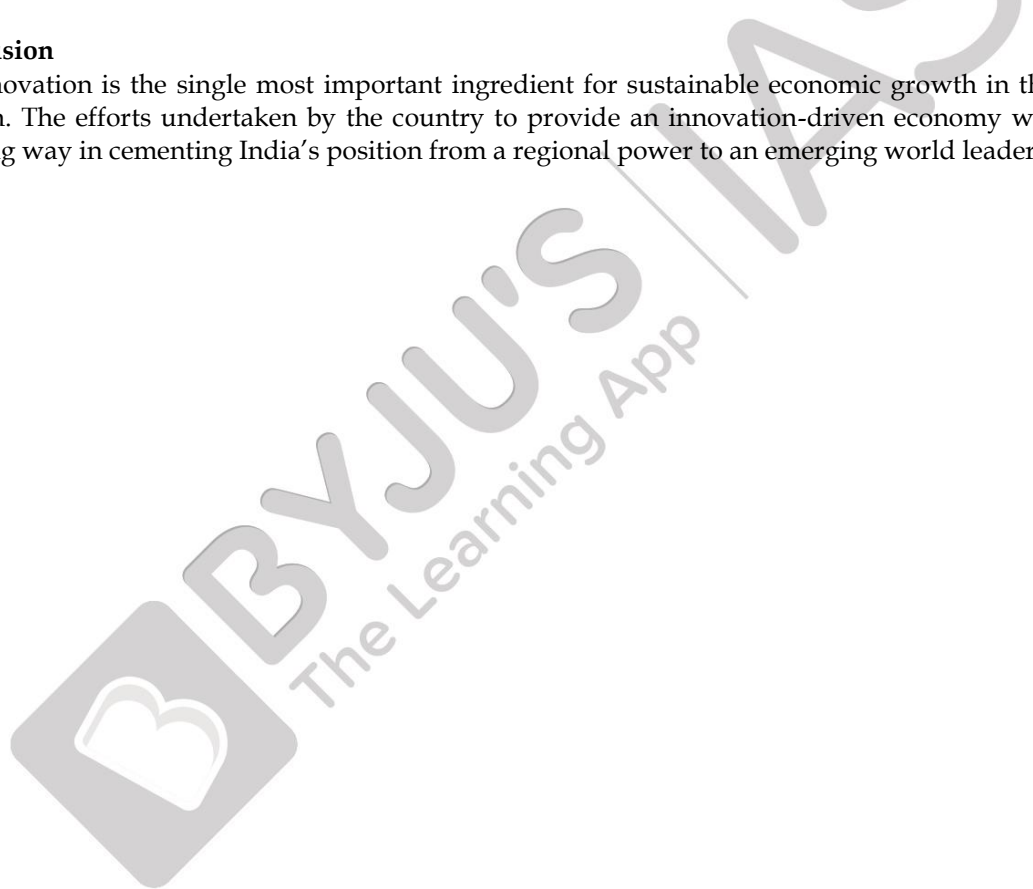 sion
ovation is the single most important ingredient for sustainable economic growth in th
. The efforts undertaken by the country to provide an innovation-driven economy w
g way in cementing India's position from a regional power to an emerging world leader
BYJU'S IAS
The Learning App